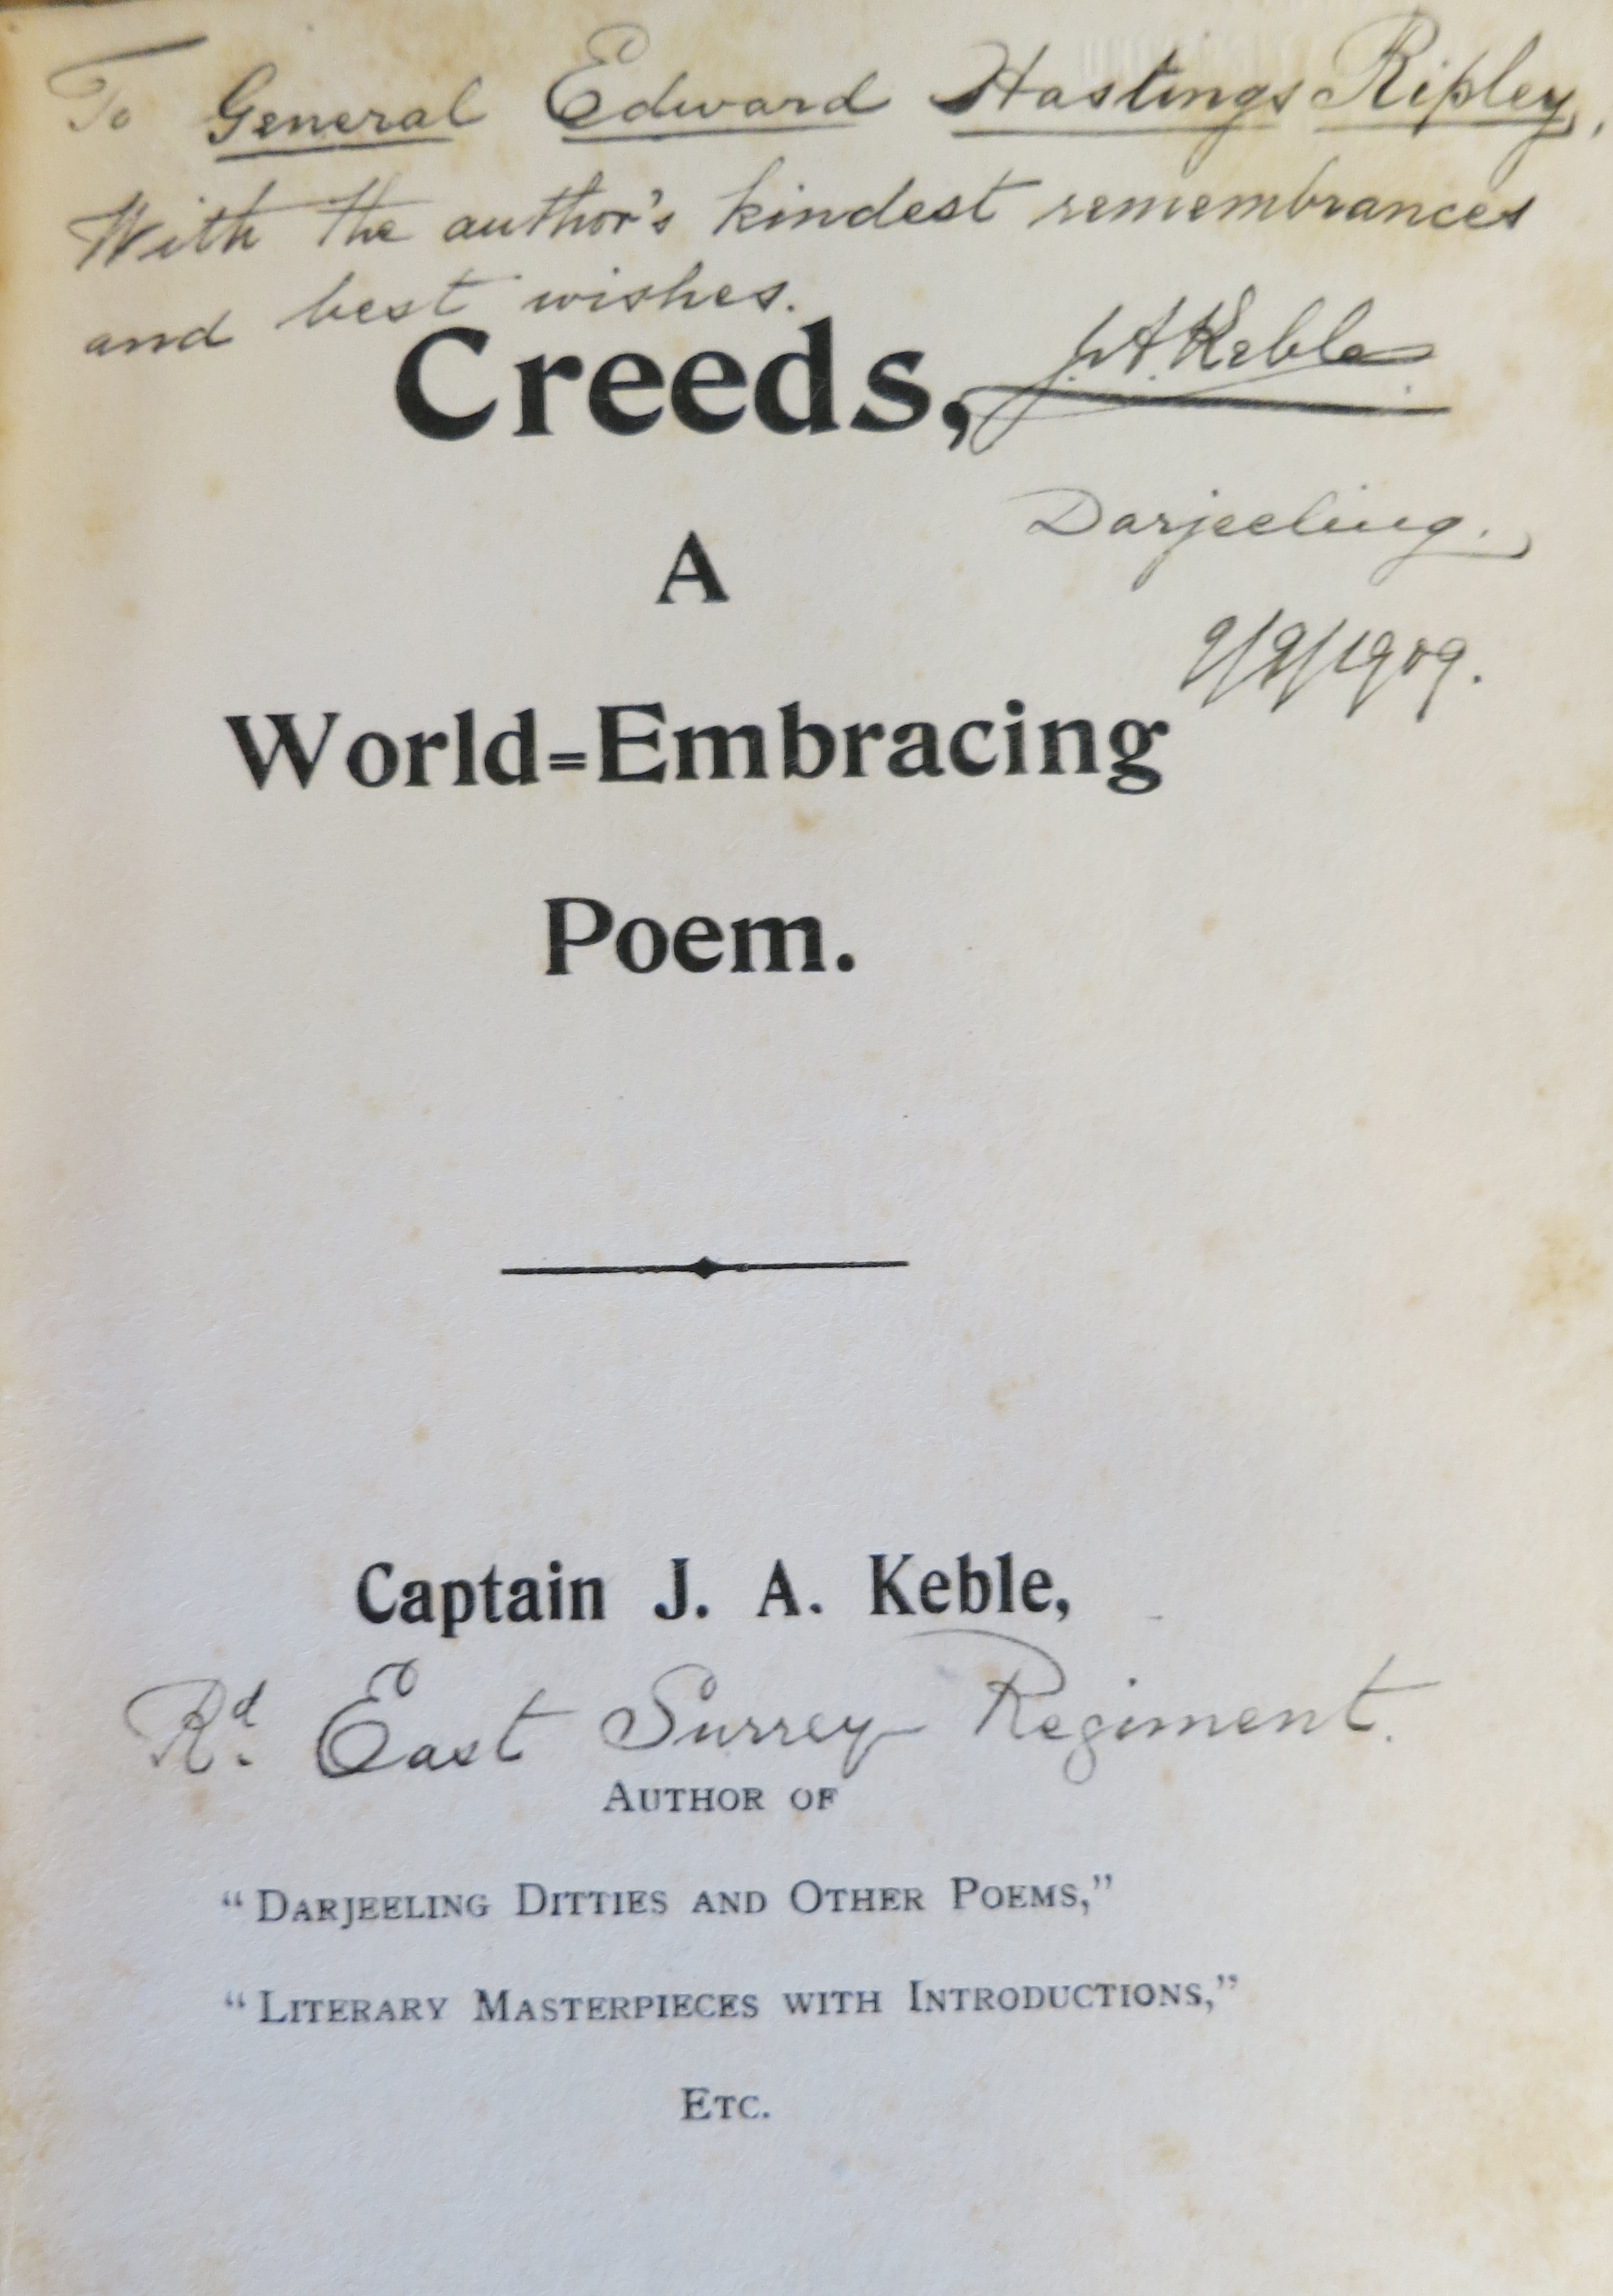 To General Edward Hastings Ripley,
With the author's kindest remembrances
and best wishes.
J. A. Keble
Creeds,
Darjeeling.
A
9/9/1909.
World=Embracing
Poem.
Captain J. A. Keble,
Rd. East Surrey Regiment.
AUTHOR OF
“DARJEELING DITTIES AND OTHER POEMS,”
“LITERARY MASTERPIECES WITH INTRODUCTIONS,”
ETC.